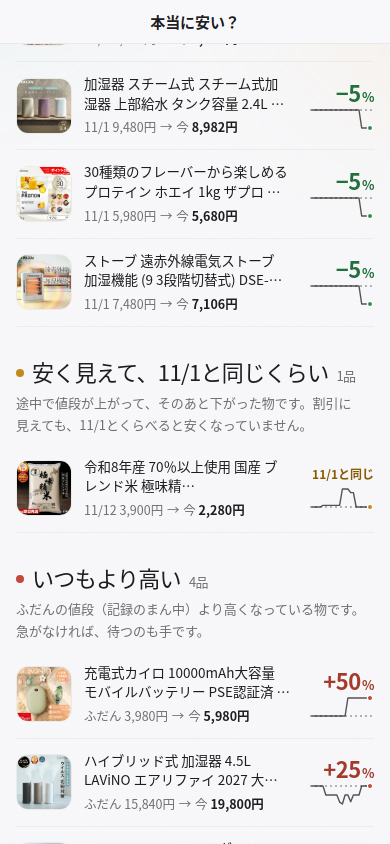 本当に安い？
加湿器 スチーム式 スチーム式加
湿器 上部給水 タンク容量 2.4L …
11/1 9,480円 → 今 8,982円
−5%
30種類のフレーバーから楽しめる
プロテイン ホエイ 1kg ザプロ …
11/1 5,980円 → 今 5,680円
−5%
ストーブ 遠赤外線電気ストーブ
加湿機能 (9 3段階切替式) DSE-…
11/1 7,480円 → 今 7,106円
−5%
安く見えて、11/1と同じくらい 1品
途中で値段が上がって、そのあと下がった物です。割引に
見えても、11/1とくらべると安くなっていません。
令和8年産 70％以上使用 国産 ブ
レンド米 極味精…
11/12 3,900円 → 今 2,280円
11/1と同じ
いつもより高い 4品
ふだんの値段（記録のまん中）より高くなっている物です。
急がなければ、待つのも手です。
充電式カイロ 10000mAh大容量
モバイルバッテリー PSE認証済 …
ふだん 3,980円 → 今 5,980円
+50%
ハイブリッド式 加湿器 4.5L
LAViNO エアリファイ 2027 大…
ふだん 15,840円 → 今 19,800円
+25%